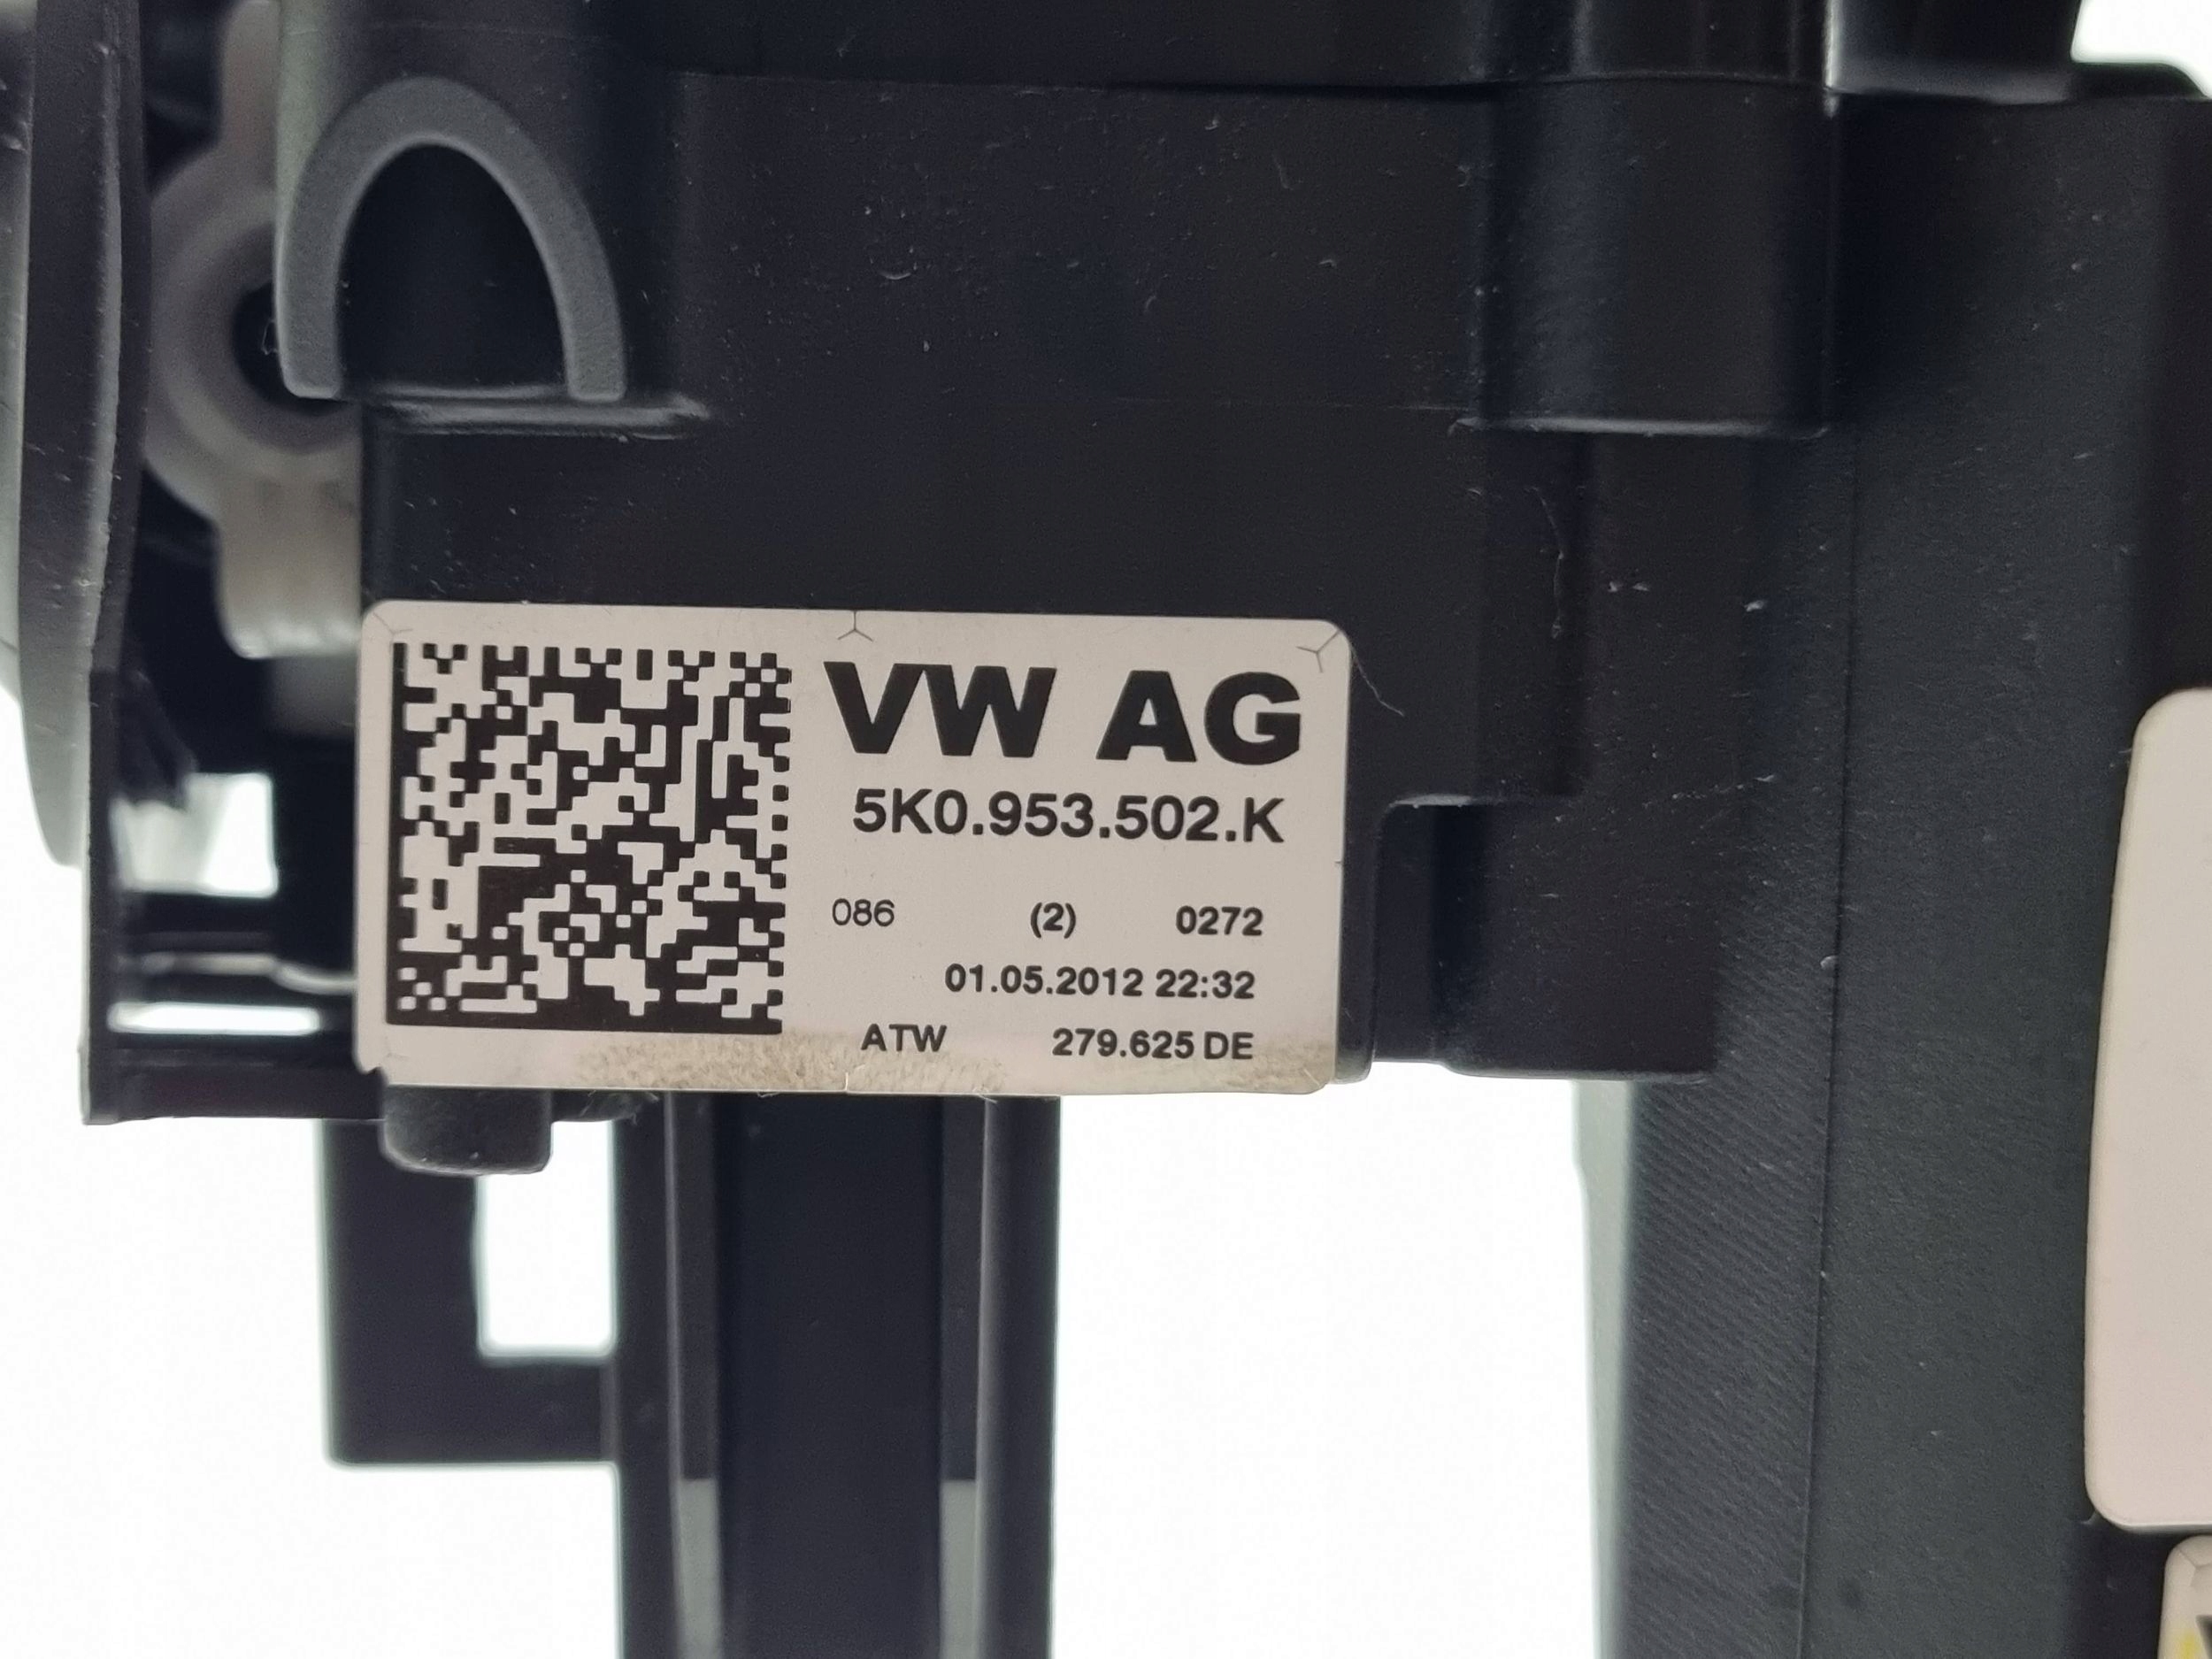 VW AG
5K0.953.502.K
086 (2) 0272
01.05.2012 22:32
ATW 279.625 DE